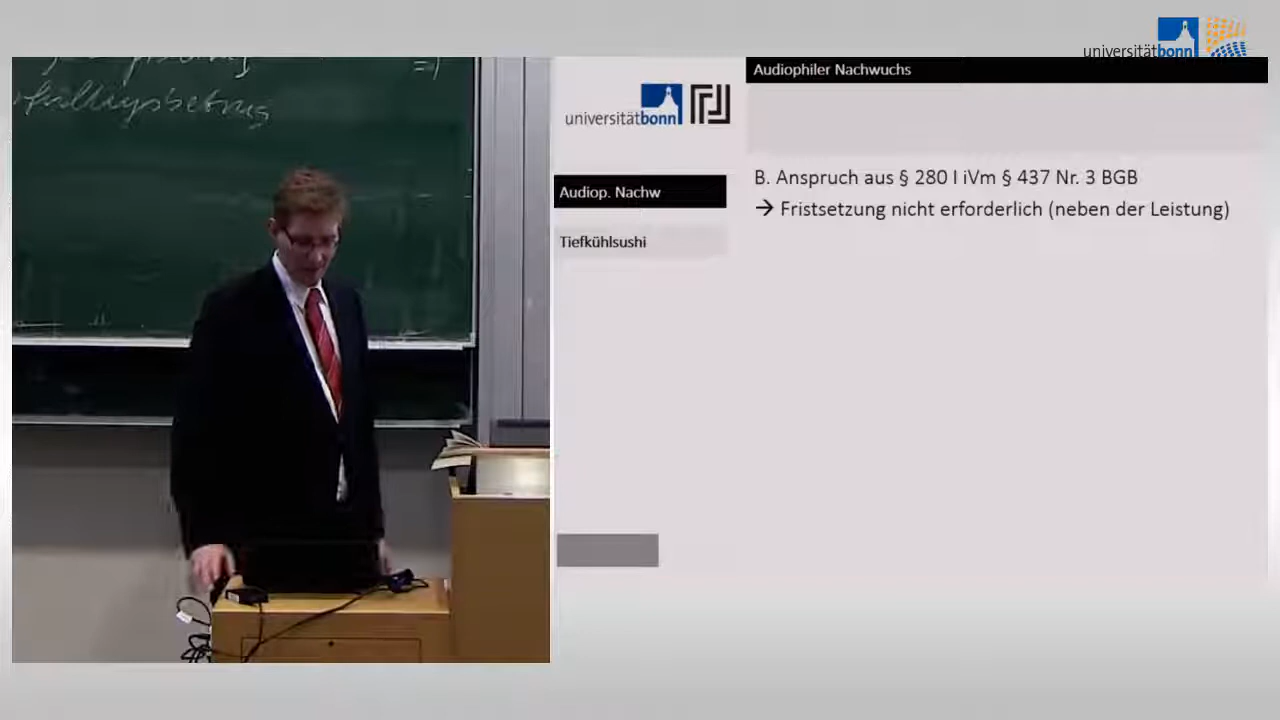 universitätbonn
Audiophiler Nachwuchs
universitätbonn
Audiop. Nachw
Tiefkühlsushi
B. Anspruch aus § 280 I iVm § 437 Nr. 3 BGB
→ Fristsetzung nicht erforderlich (neben der Leistung)